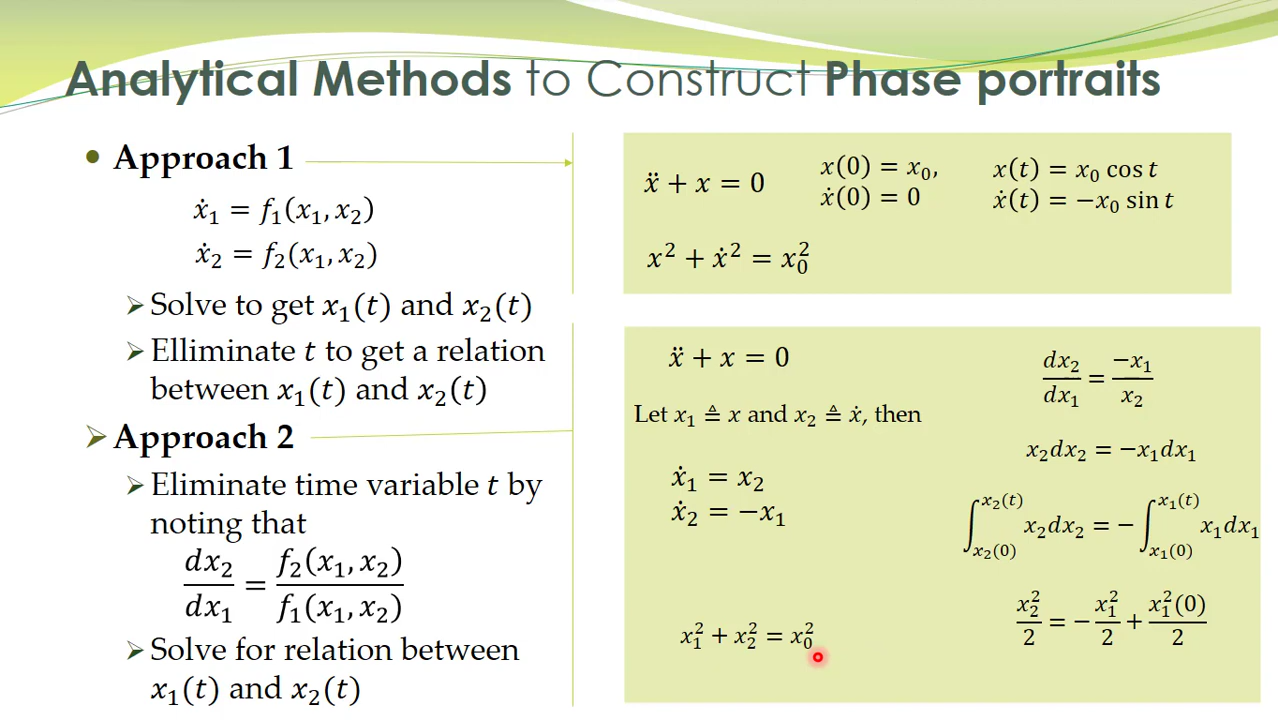 Analytical Methods to Construct Phase portraits
• Approach 1
ẋ₁ = f₁(x₁, x₂)
ẋ₂ = f₂(x₁, x₂)
➢ Solve to get x₁(t) and x₂(t)
➢ Elliminate t to get a relation
between x₁(t) and x₂(t)
➢ Approach 2
➢ Eliminate time variable t by
noting that
dx₂/dx₁ = f₂(x₁, x₂)/f₁(x₁, x₂)
➢ Solve for relation between
x₁(t) and x₂(t)
ẍ + x = 0
x(0) = x₀,
ẋ(0) = 0
x(t) = x₀ cos t
ẋ(t) = −x₀ sin t
x² + ẋ² = x₀²
ẍ + x = 0
Let x₁ ≜ x and x₂ ≜ ẋ, then
ẋ₁ = x₂
ẋ₂ = −x₁
x₁² + x₂² = x₀²
dx₂/dx₁ = −x₁/x₂
x₂dx₂ = −x₁dx₁
∫_{x₂(0)}^{x₂(t)} x₂dx₂ = − ∫_{x₁(0)}^{x₁(t)} x₁dx₁
x₂²/2 = − x₁²/2 + x₁²(0)/2